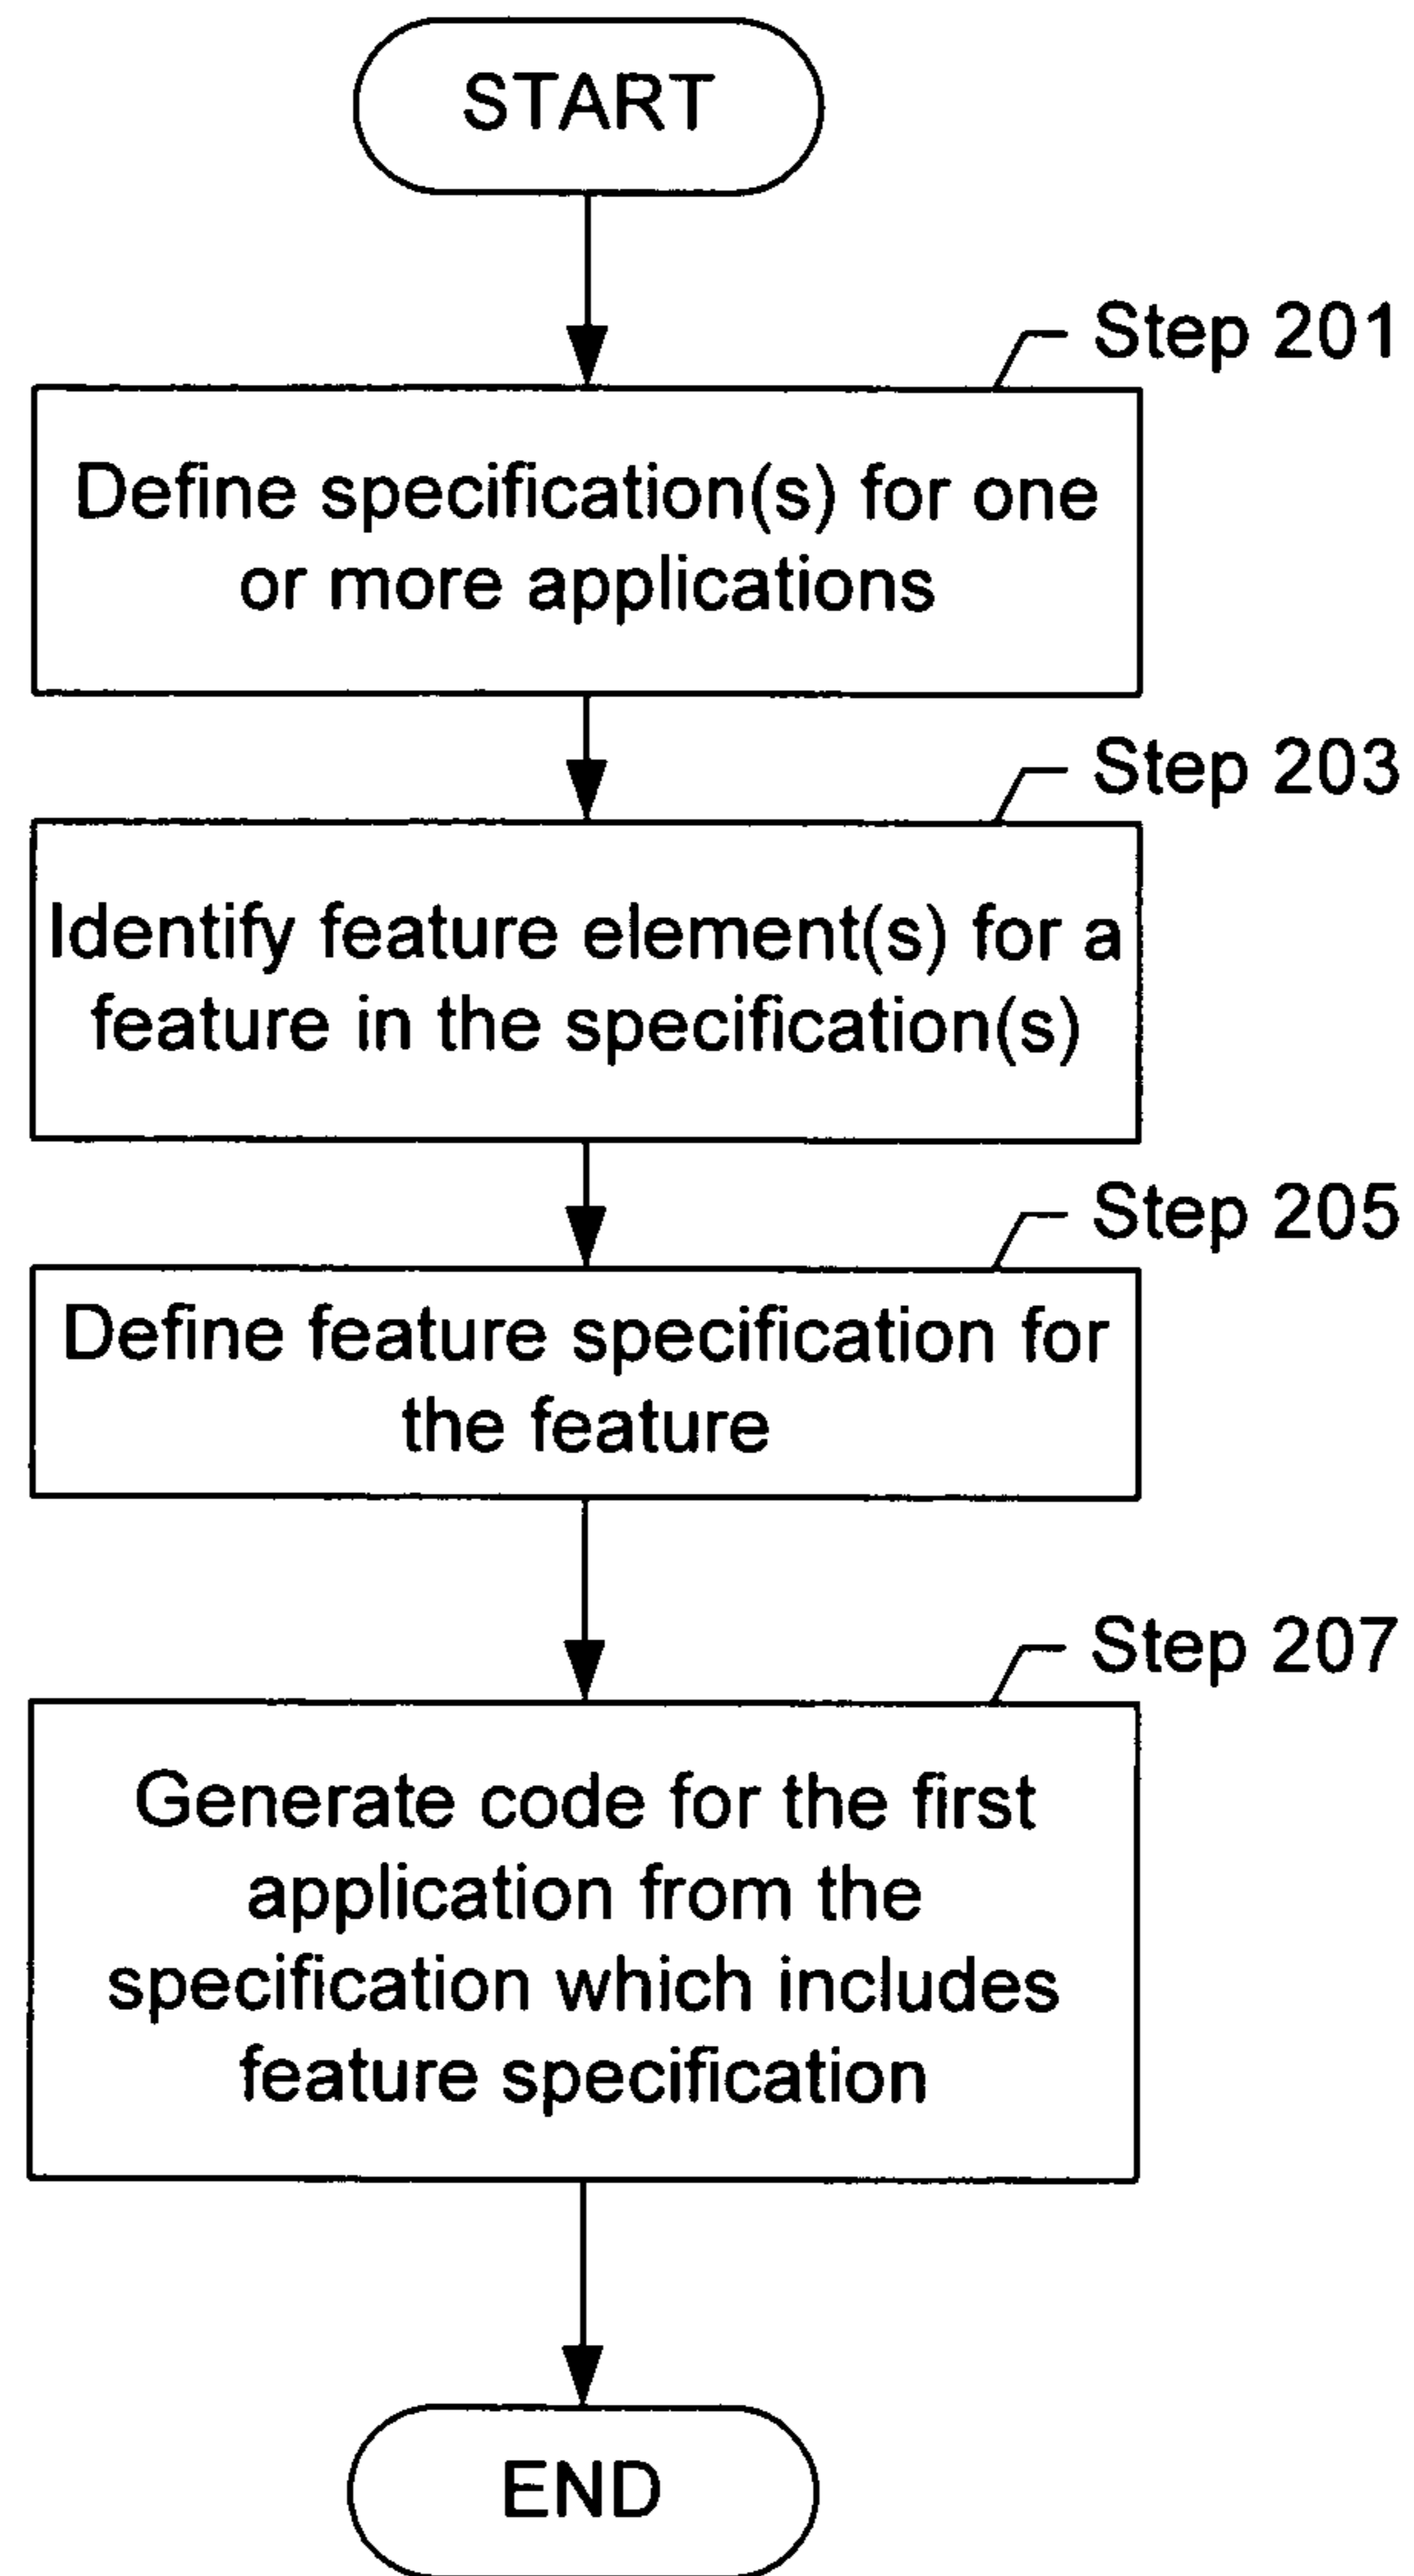 START
Step 201
Define specification(s) for one
or more applications
Step 203
Identify feature element(s) for a
feature in the specification(s)
Step 205
Define feature specification for
the feature
Step 207
Generate code for the first
application from the
specification which includes
feature specification
END